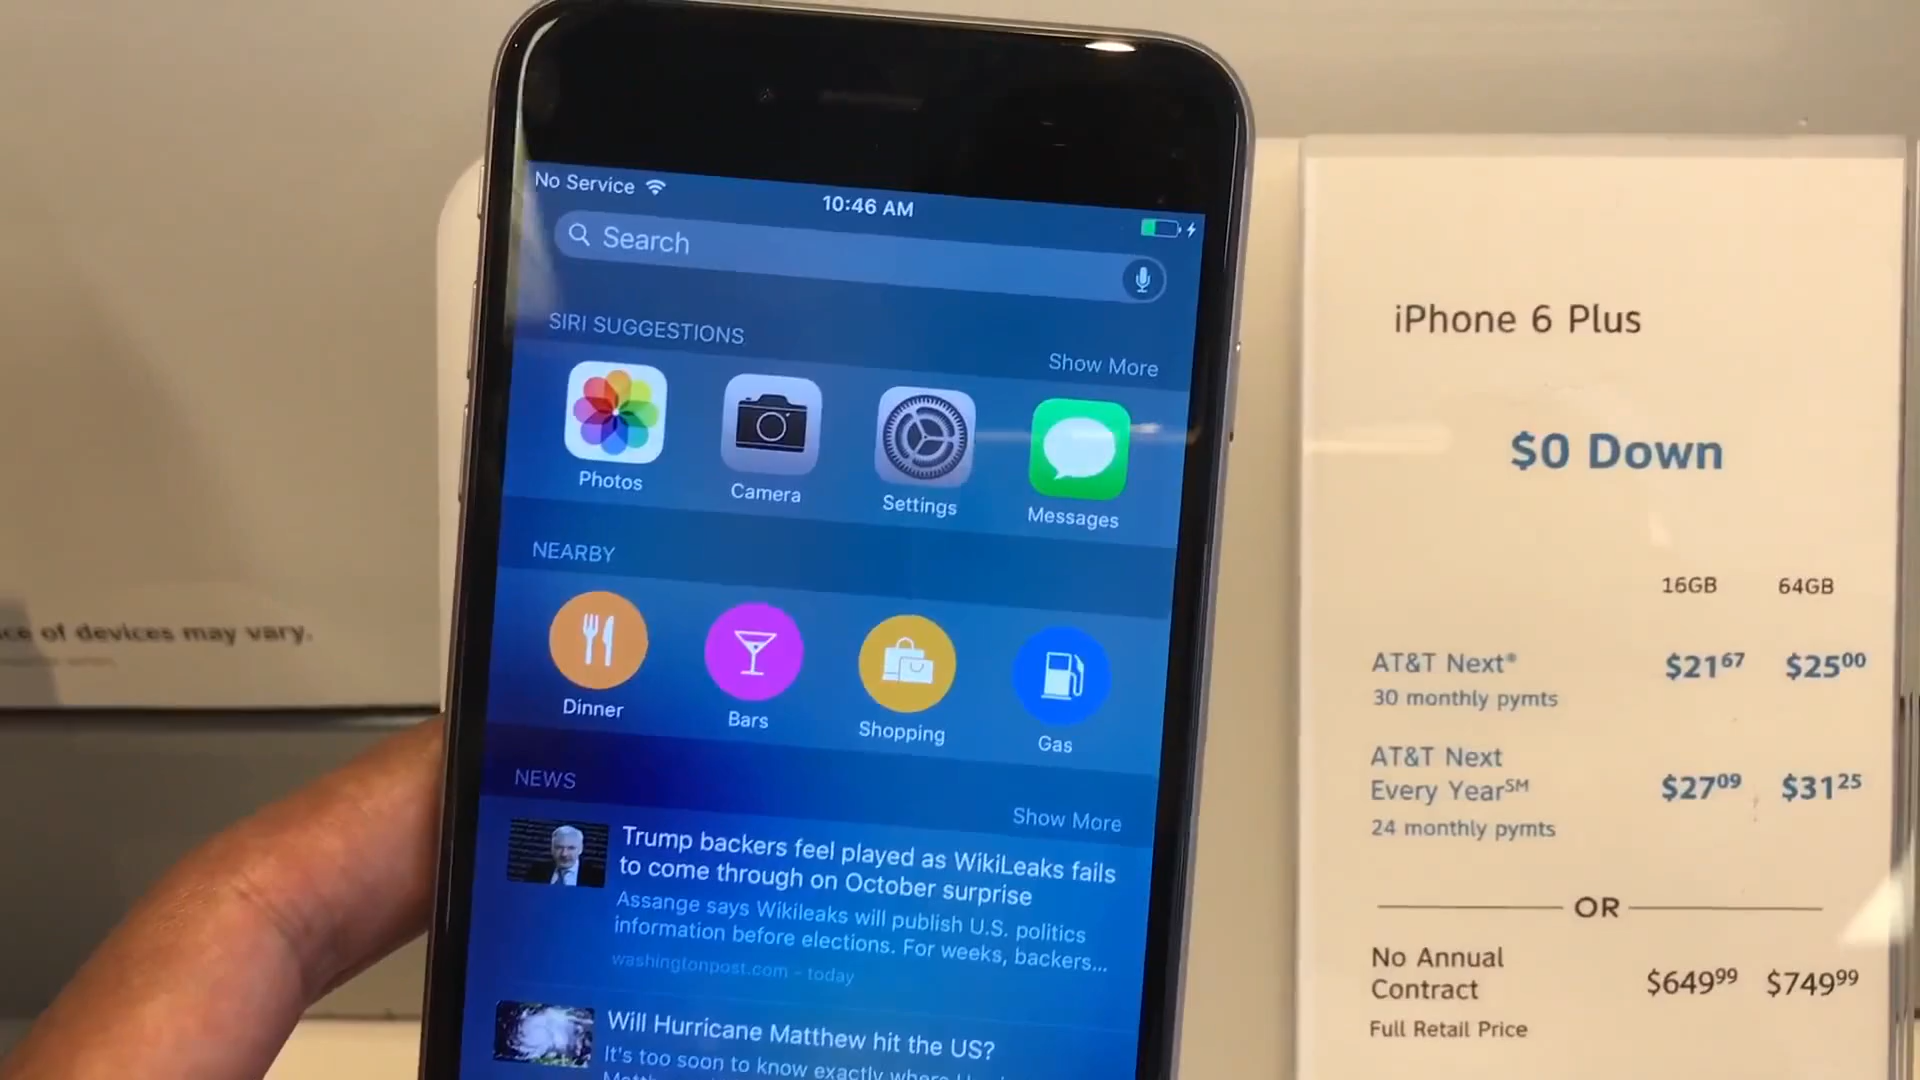 No Service
10:46 AM
Search
SIRI SUGGESTIONS
Show More
Photos
Camera
Settings
Messages
NEARBY
Dinner
Bars
Shopping
Gas
NEWS
Show More
Trump backers feel played as WikiLeaks fails
to come through on October surprise
Assange says Wikileaks will publish U.S. politics
information before elections. For weeks, backers...
washingtonpost.com - today
Will Hurricane Matthew hit the US?
It's too soon to know exactly where
of devices may vary.
iPhone 6 Plus
$0 Down
16GB 64GB
AT&T Next® $21⁶⁷ $25⁰⁰
30 monthly pymts
AT&T Next
Every Year℠ $27⁰⁹ $31²⁵
24 monthly pymts
OR
No Annual
Contract $649⁹⁹ $749⁹⁹
Full Retail Price